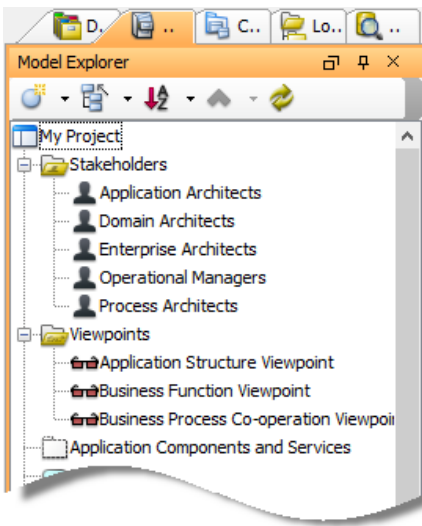 D.
..
C..
Lo..
..
Model Explorer
My Project
Stakeholders
Application Architects
Domain Architects
Enterprise Architects
Operational Managers
Process Architects
Viewpoints
Application Structure Viewpoint
Business Function Viewpoint
Business Process Co-operation Viewpoi
Application Components and Services